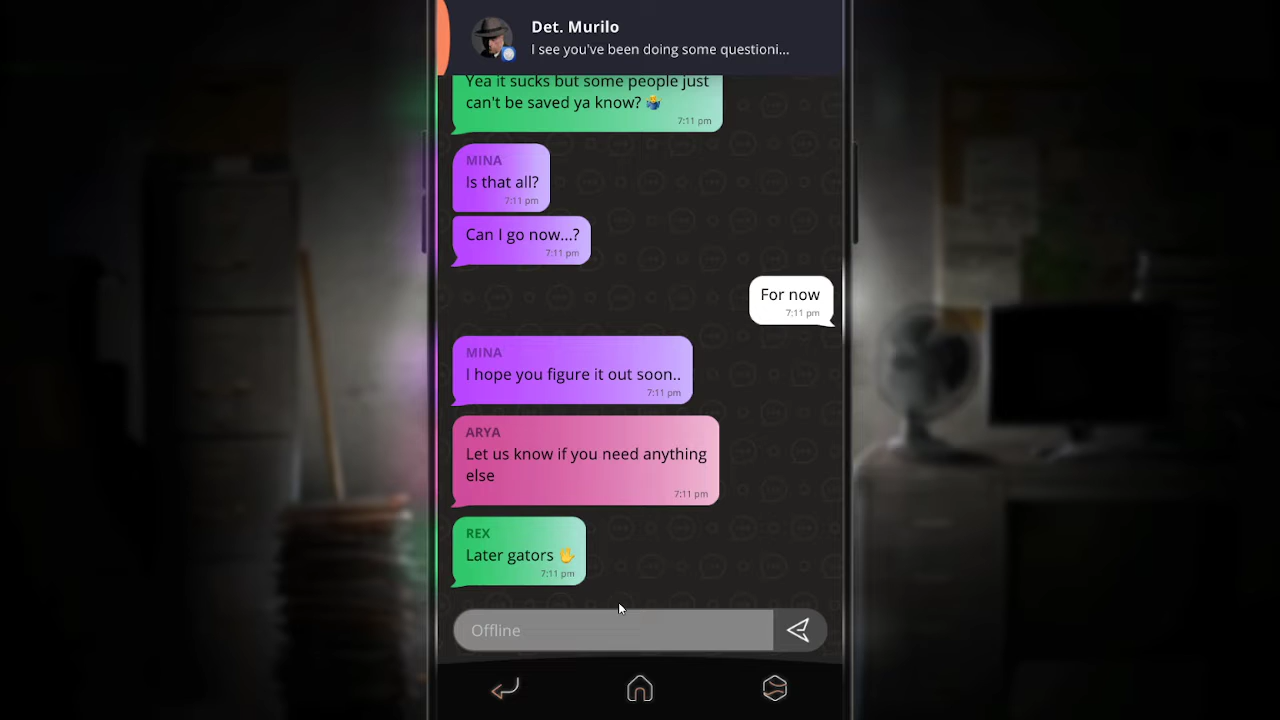 Det. Murilo
I see you've been doing some questioni...
Yea it sucks but some people just
can't be saved ya know? 🤷‍♂️
7:11 pm
MINA
Is that all?
7:11 pm
Can I go now...?
7:11 pm
For now
7:11 pm
MINA
I hope you figure it out soon..
7:11 pm
ARYA
Let us know if you need anything
else
7:11 pm
REX
Later gators ✋
7:11 pm
Offline